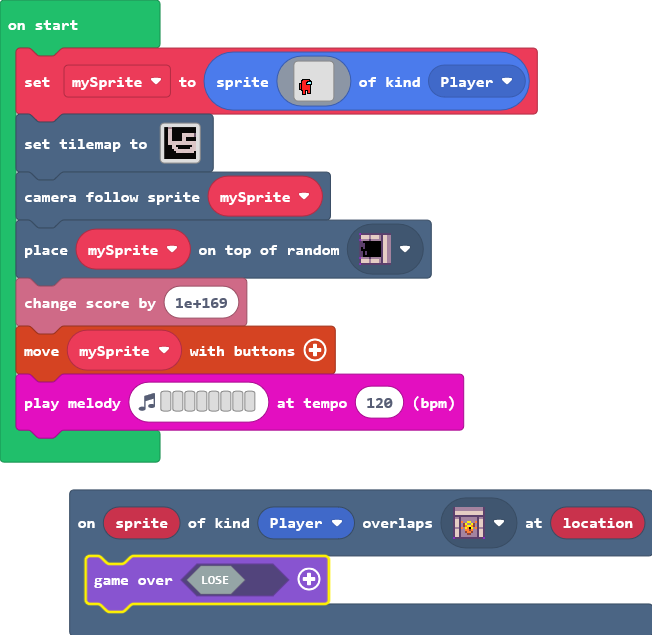 on start
set mySprite to sprite of kind Player
set tilemap to
camera follow sprite mySprite
place mySprite on top of random
change score by 1e+169
move mySprite with buttons
play melody at tempo 120 (bpm)
on sprite of kind Player overlaps at location
game over LOSE